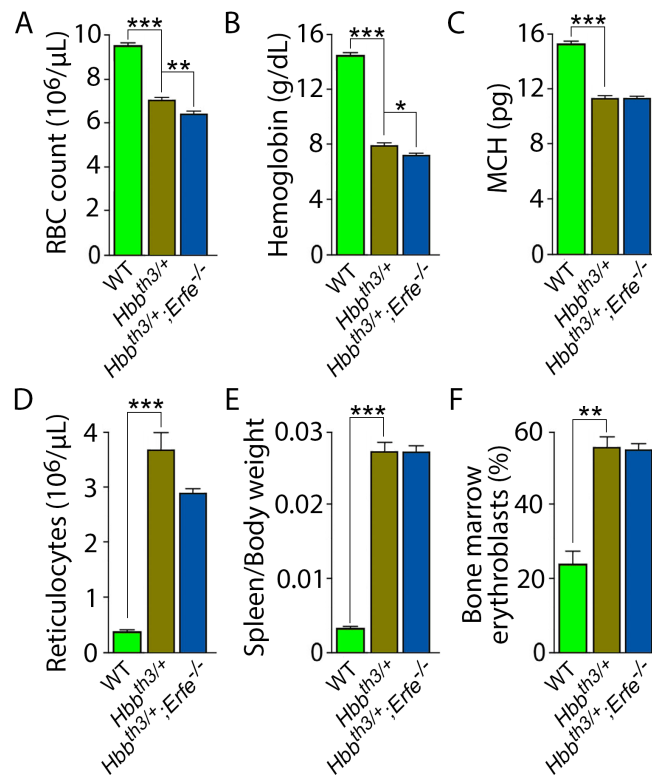 A
RBC count (10⁶/μL)
10
8
6
4
2
0
***
**
WT
Hbbᵗʰ³/⁺
Hbbᵗʰ³/⁺;Erfe⁻/⁻
B
Hemoglobin (g/dL)
16
12
8
4
0
***
*
WT
Hbbᵗʰ³/⁺
Hbbᵗʰ³/⁺;Erfe⁻/⁻
C
MCH (pg)
16
12
8
4
0
***
WT
Hbbᵗʰ³/⁺
Hbbᵗʰ³/⁺;Erfe⁻/⁻
D
Reticulocytes (10⁶/μL)
4
3
2
1
0
***
WT
Hbbᵗʰ³/⁺
Hbbᵗʰ³/⁺;Erfe⁻/⁻
E
Spleen/Body weight
0.03
0.02
0.01
0
***
WT
Hbbᵗʰ³/⁺
Hbbᵗʰ³/⁺;Erfe⁻/⁻
F
Bone marrow
erythroblasts (%)
60
40
20
0
**
WT
Hbbᵗʰ³/⁺
Hbbᵗʰ³/⁺;Erfe⁻/⁻